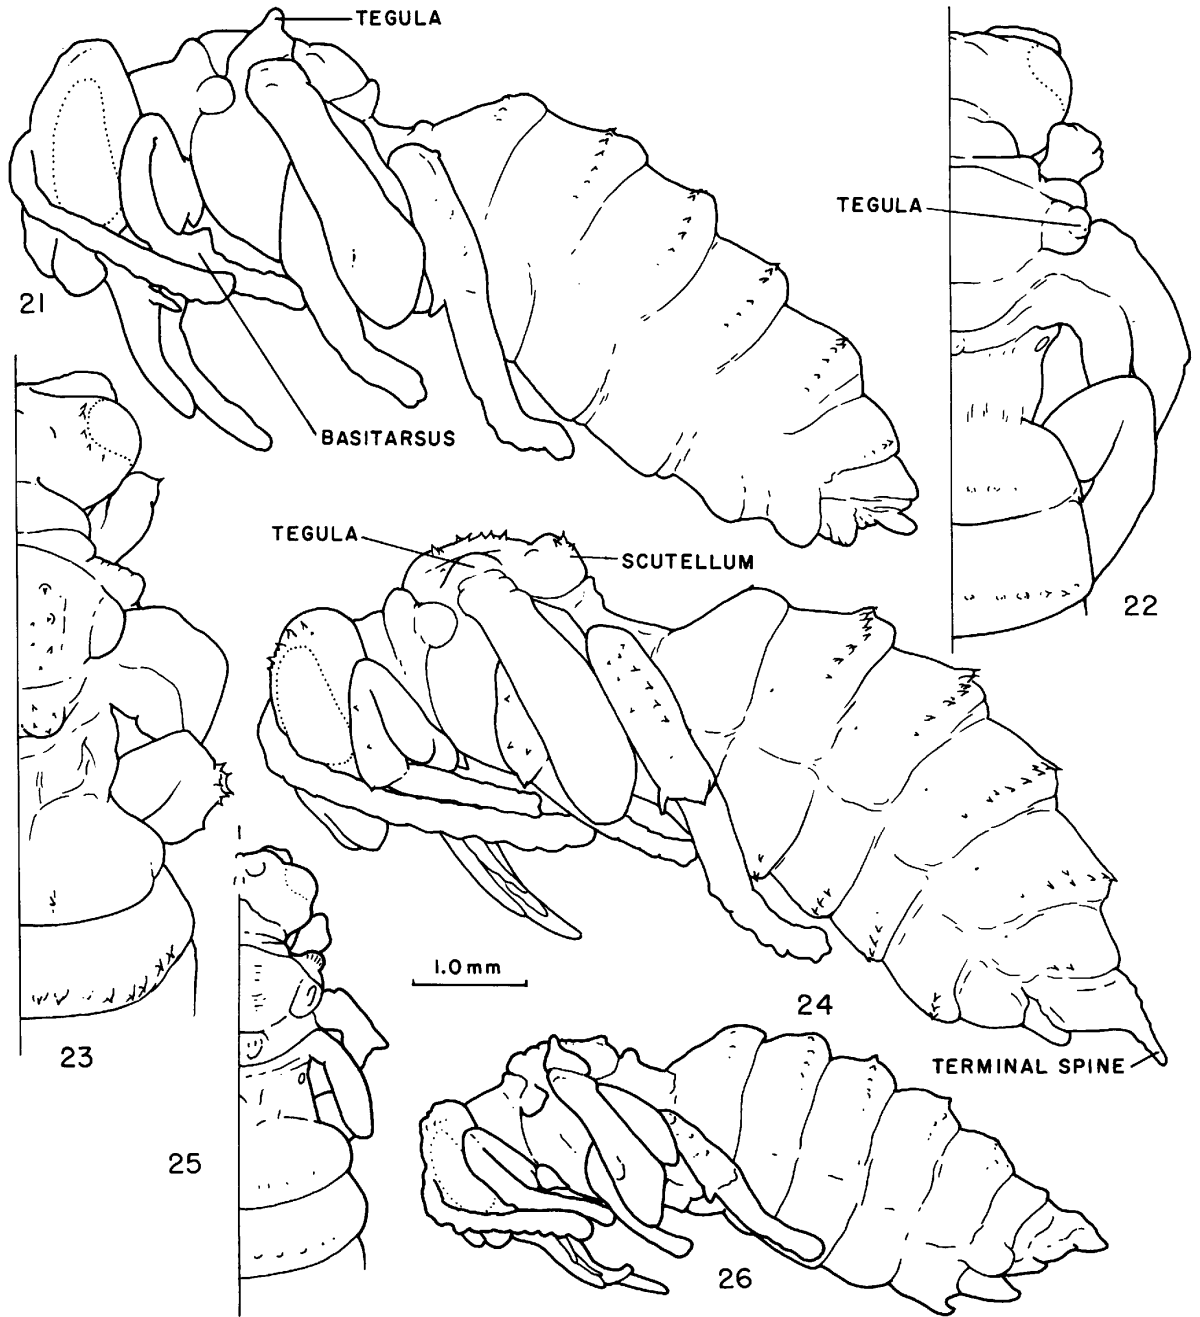 TEGULA
TEGULA
21
BASITARSUS
TEGULA
SCUTELLUM
22
23
1.0 mm
24
TERMINAL SPINE
25
26